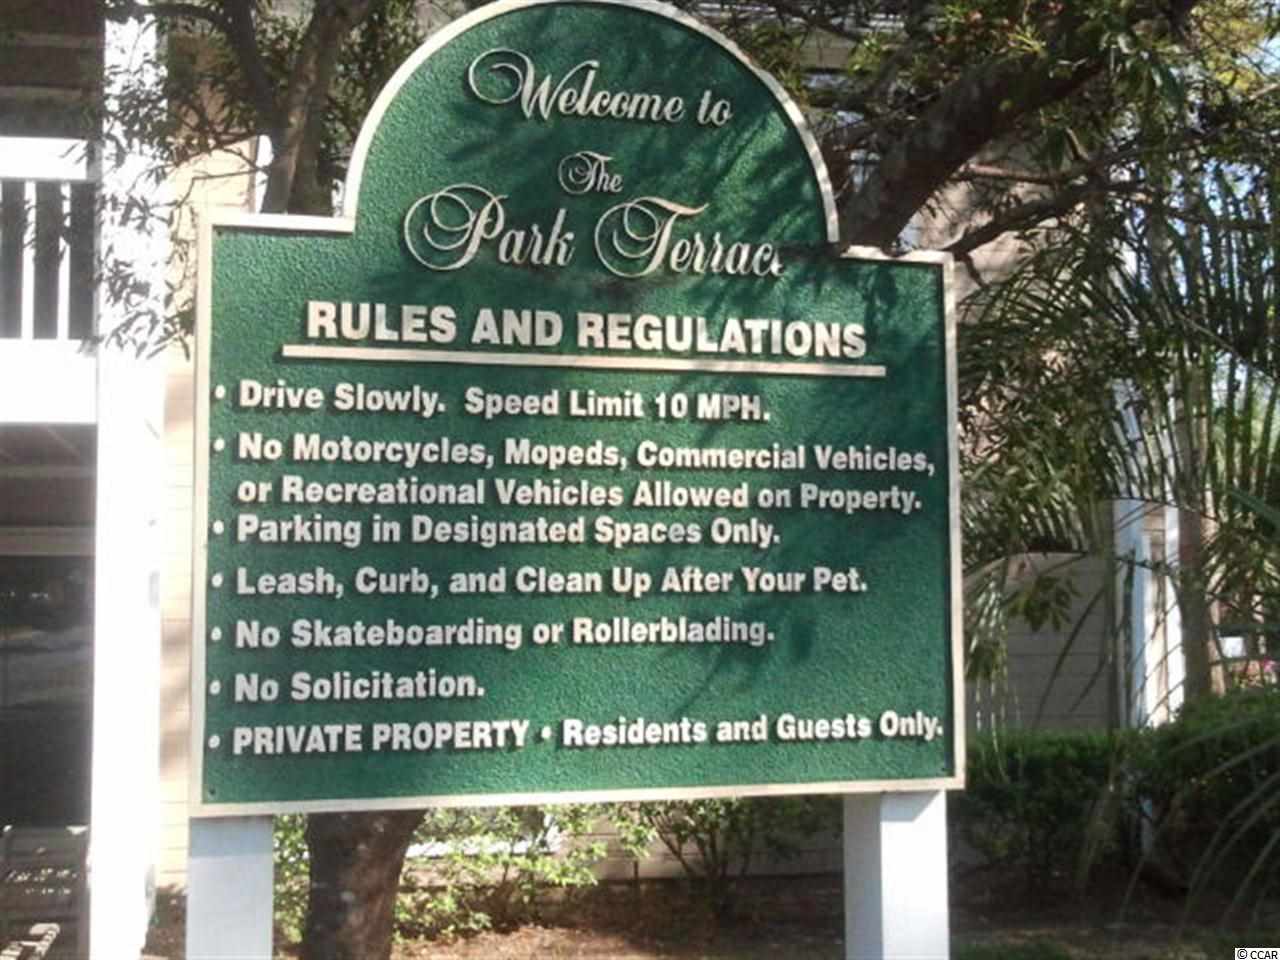 Welcome to
The
Park Terrace
RULES AND REGULATIONS
• Drive Slowly. Speed Limit 10 MPH.
• No Motorcycles, Mopeds, Commercial Vehicles,
or Recreational Vehicles Allowed on Property.
• Parking in Designated Spaces Only.
• Leash, Curb, and Clean Up After Your Pet.
• No Skateboarding or Rollerblading.
• No Solicitation.
• PRIVATE PROPERTY • Residents and Guests Only.
© CCAR